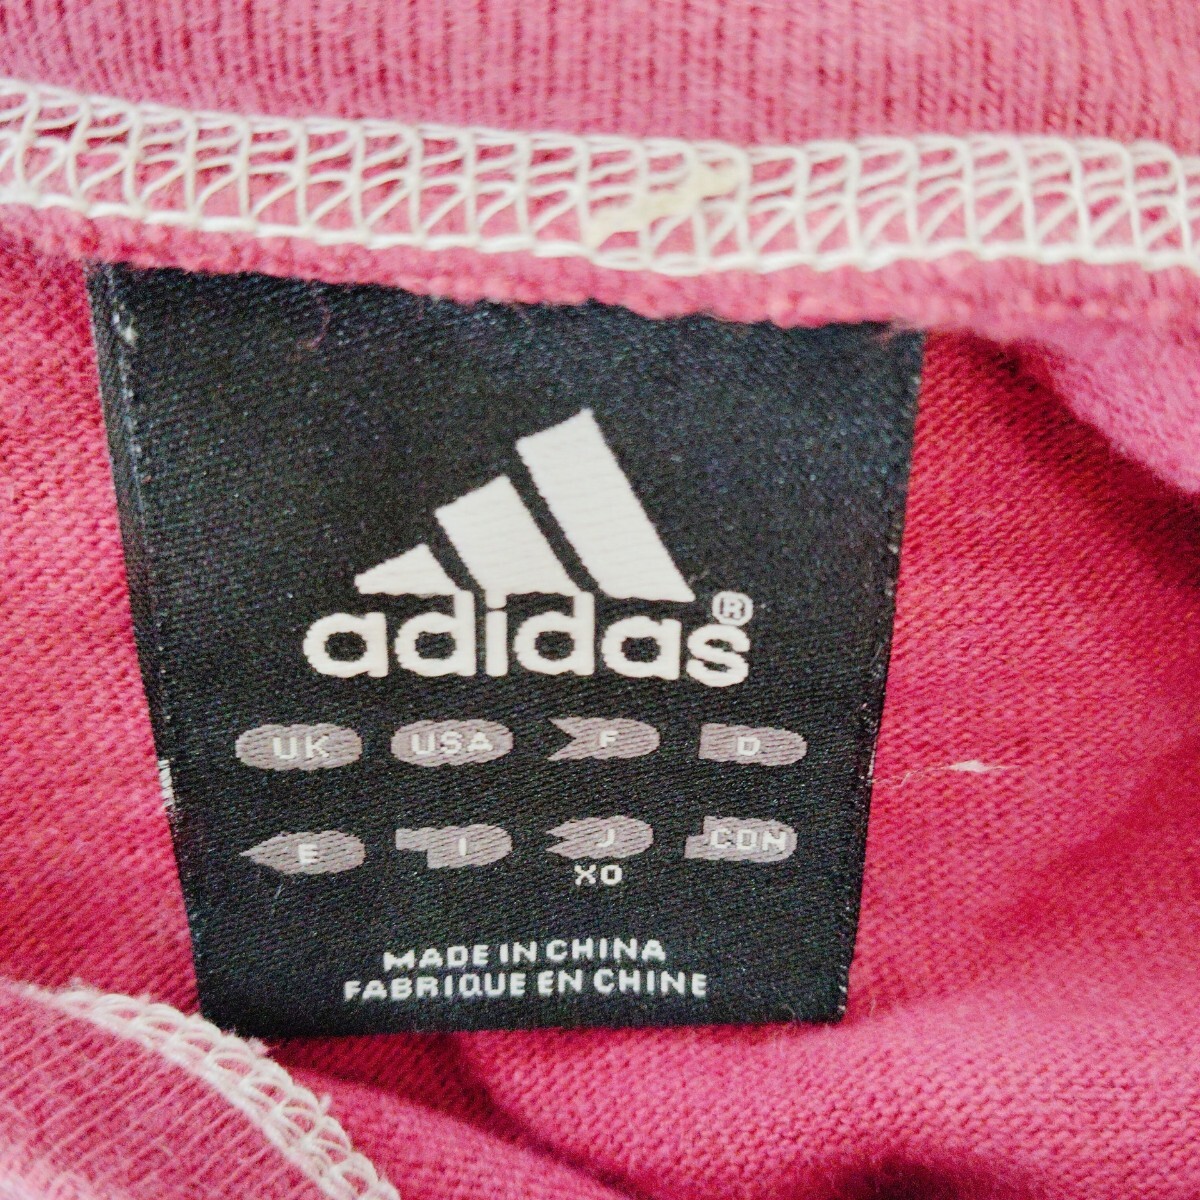 adidas®
UK USA F D
E I J CDN
XO
MADE IN CHINA
FABRIQUE EN CHINE